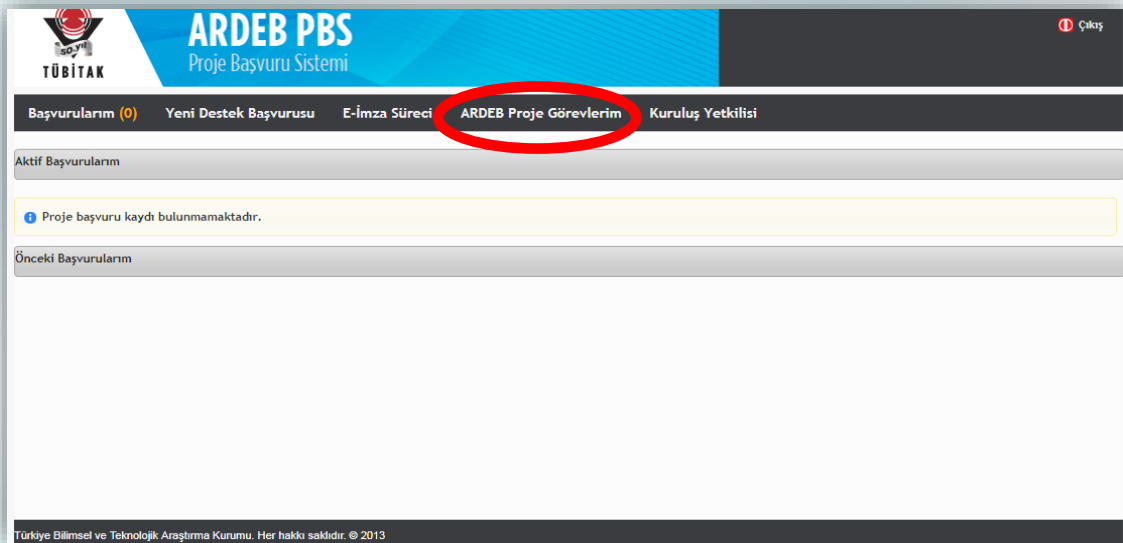 50.yıl
TÜBİTAK
ARDEB PBS
Proje Başvuru Sistemi
Çıkış
Başvurularım (0) Yeni Destek Başvurusu E-İmza Süreci ARDEB Proje Görevlerim Kuruluş Yetkilisi
Aktif Başvurularım
Proje başvuru kaydı bulunmamaktadır.
Önceki Başvurularım
Türkiye Bilimsel ve Teknolojik Araştırma Kurumu. Her hakkı saklıdır. © 2013